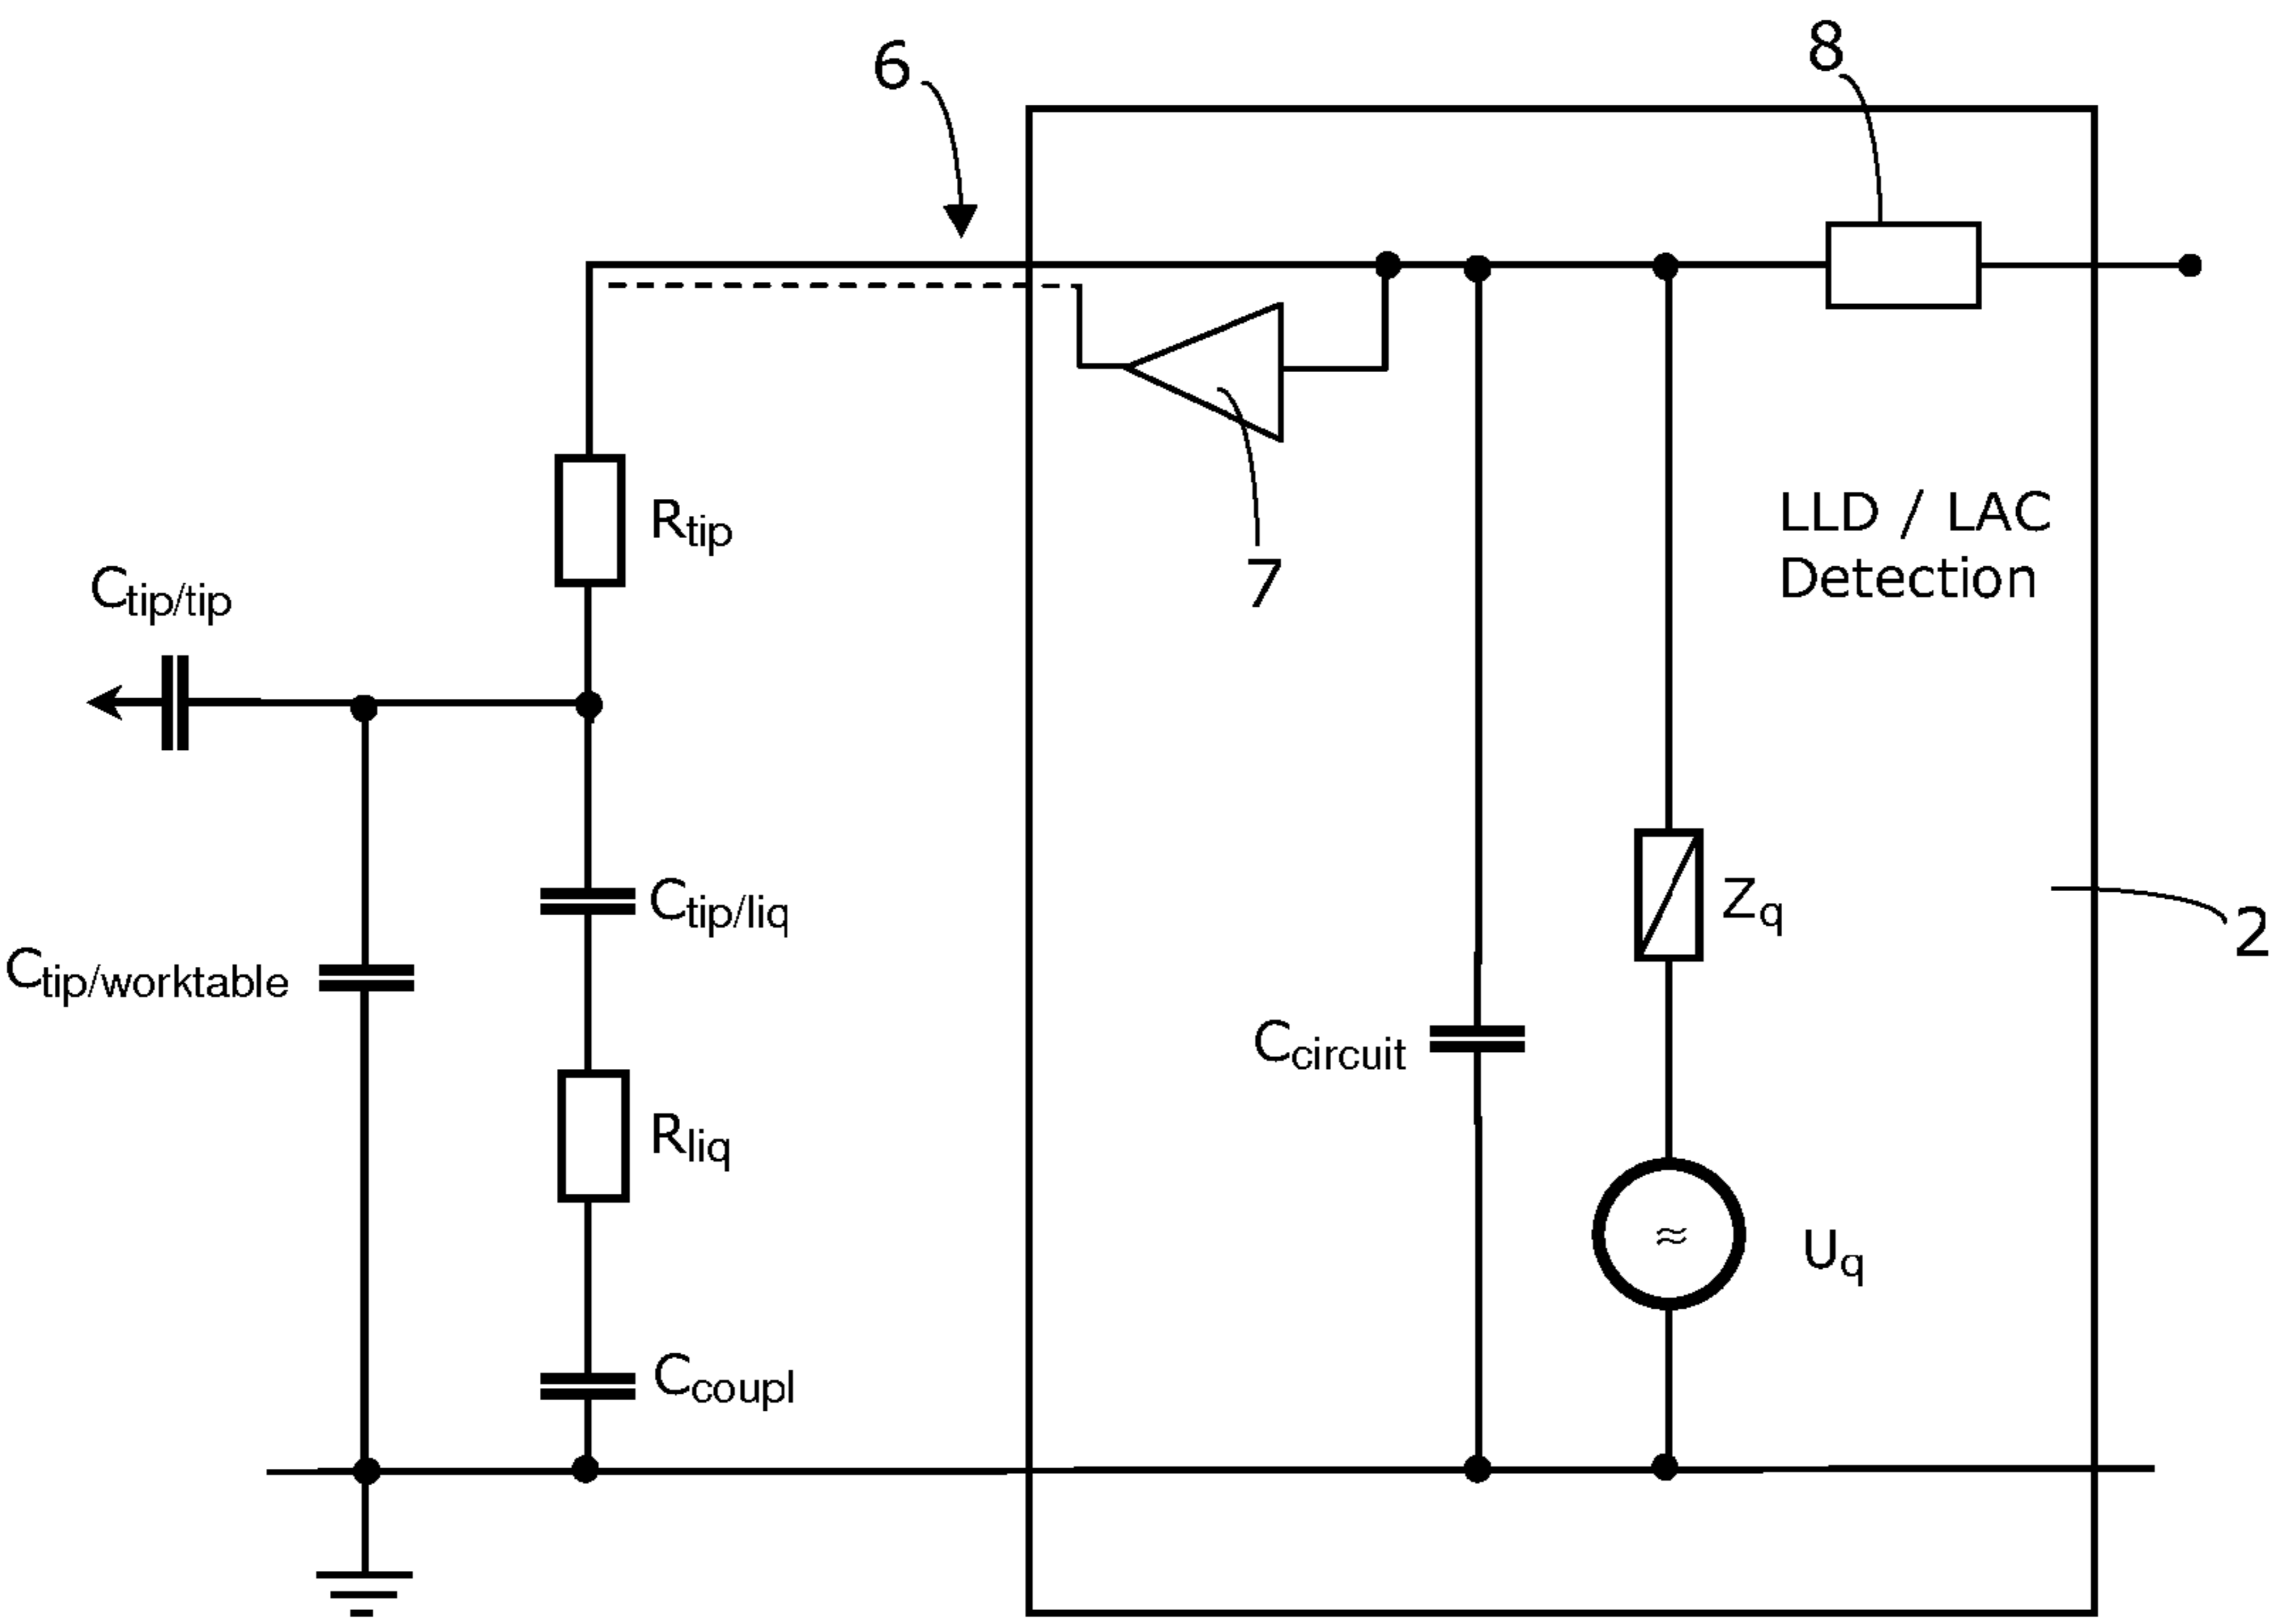 8
6
LLD / LAC
Detection
Rtip
7
Ctip/tip
Ctip/liq
Zq
2
Ctip/worktable
Ccircuit
Rliq
≈
Uq
Ccoupl